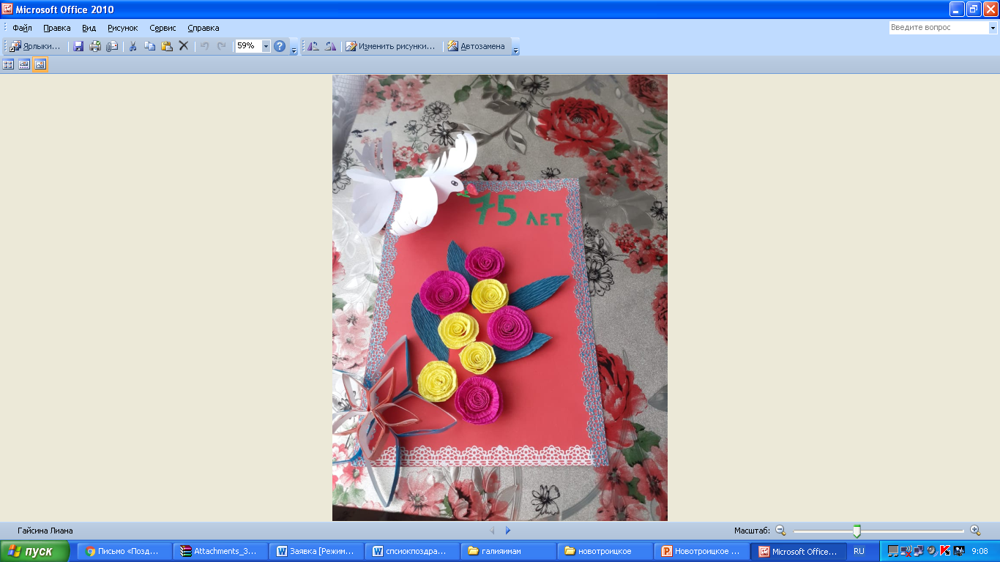 Microsoft Office 2010
Файл Правка Вид Рисунок Сервис Справка
Введите вопрос
Ярлыки... 59% Изменить рисунки... Автозамена
75 ЛЕТ
Гайсина Лиана
Масштаб:
пуск
Письмо «Позд...
Attachments_3...
Заявка [Режим...
спсиокпоздра...
галияимам
новотроицкое
Новотроицкое ...
Microsoft Office...
RU
9:08